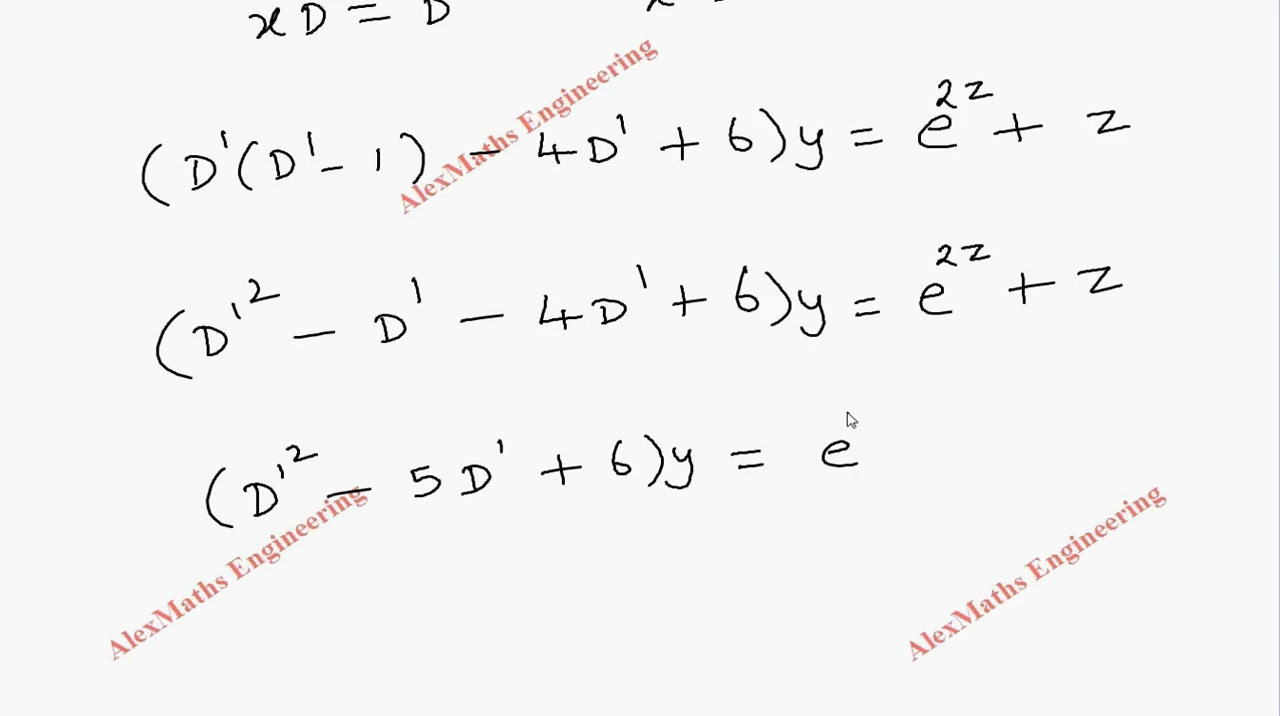 xD = D
(D'(D'-1) - 4D' + 6)y = e^{2z} + z
AlexMaths Engineering
(D'^2 - D' - 4D' + 6)y = e^{2z} + z
(D'^2 - 5D' + 6)y = e
AlexMaths Engineering
AlexMaths Engineering